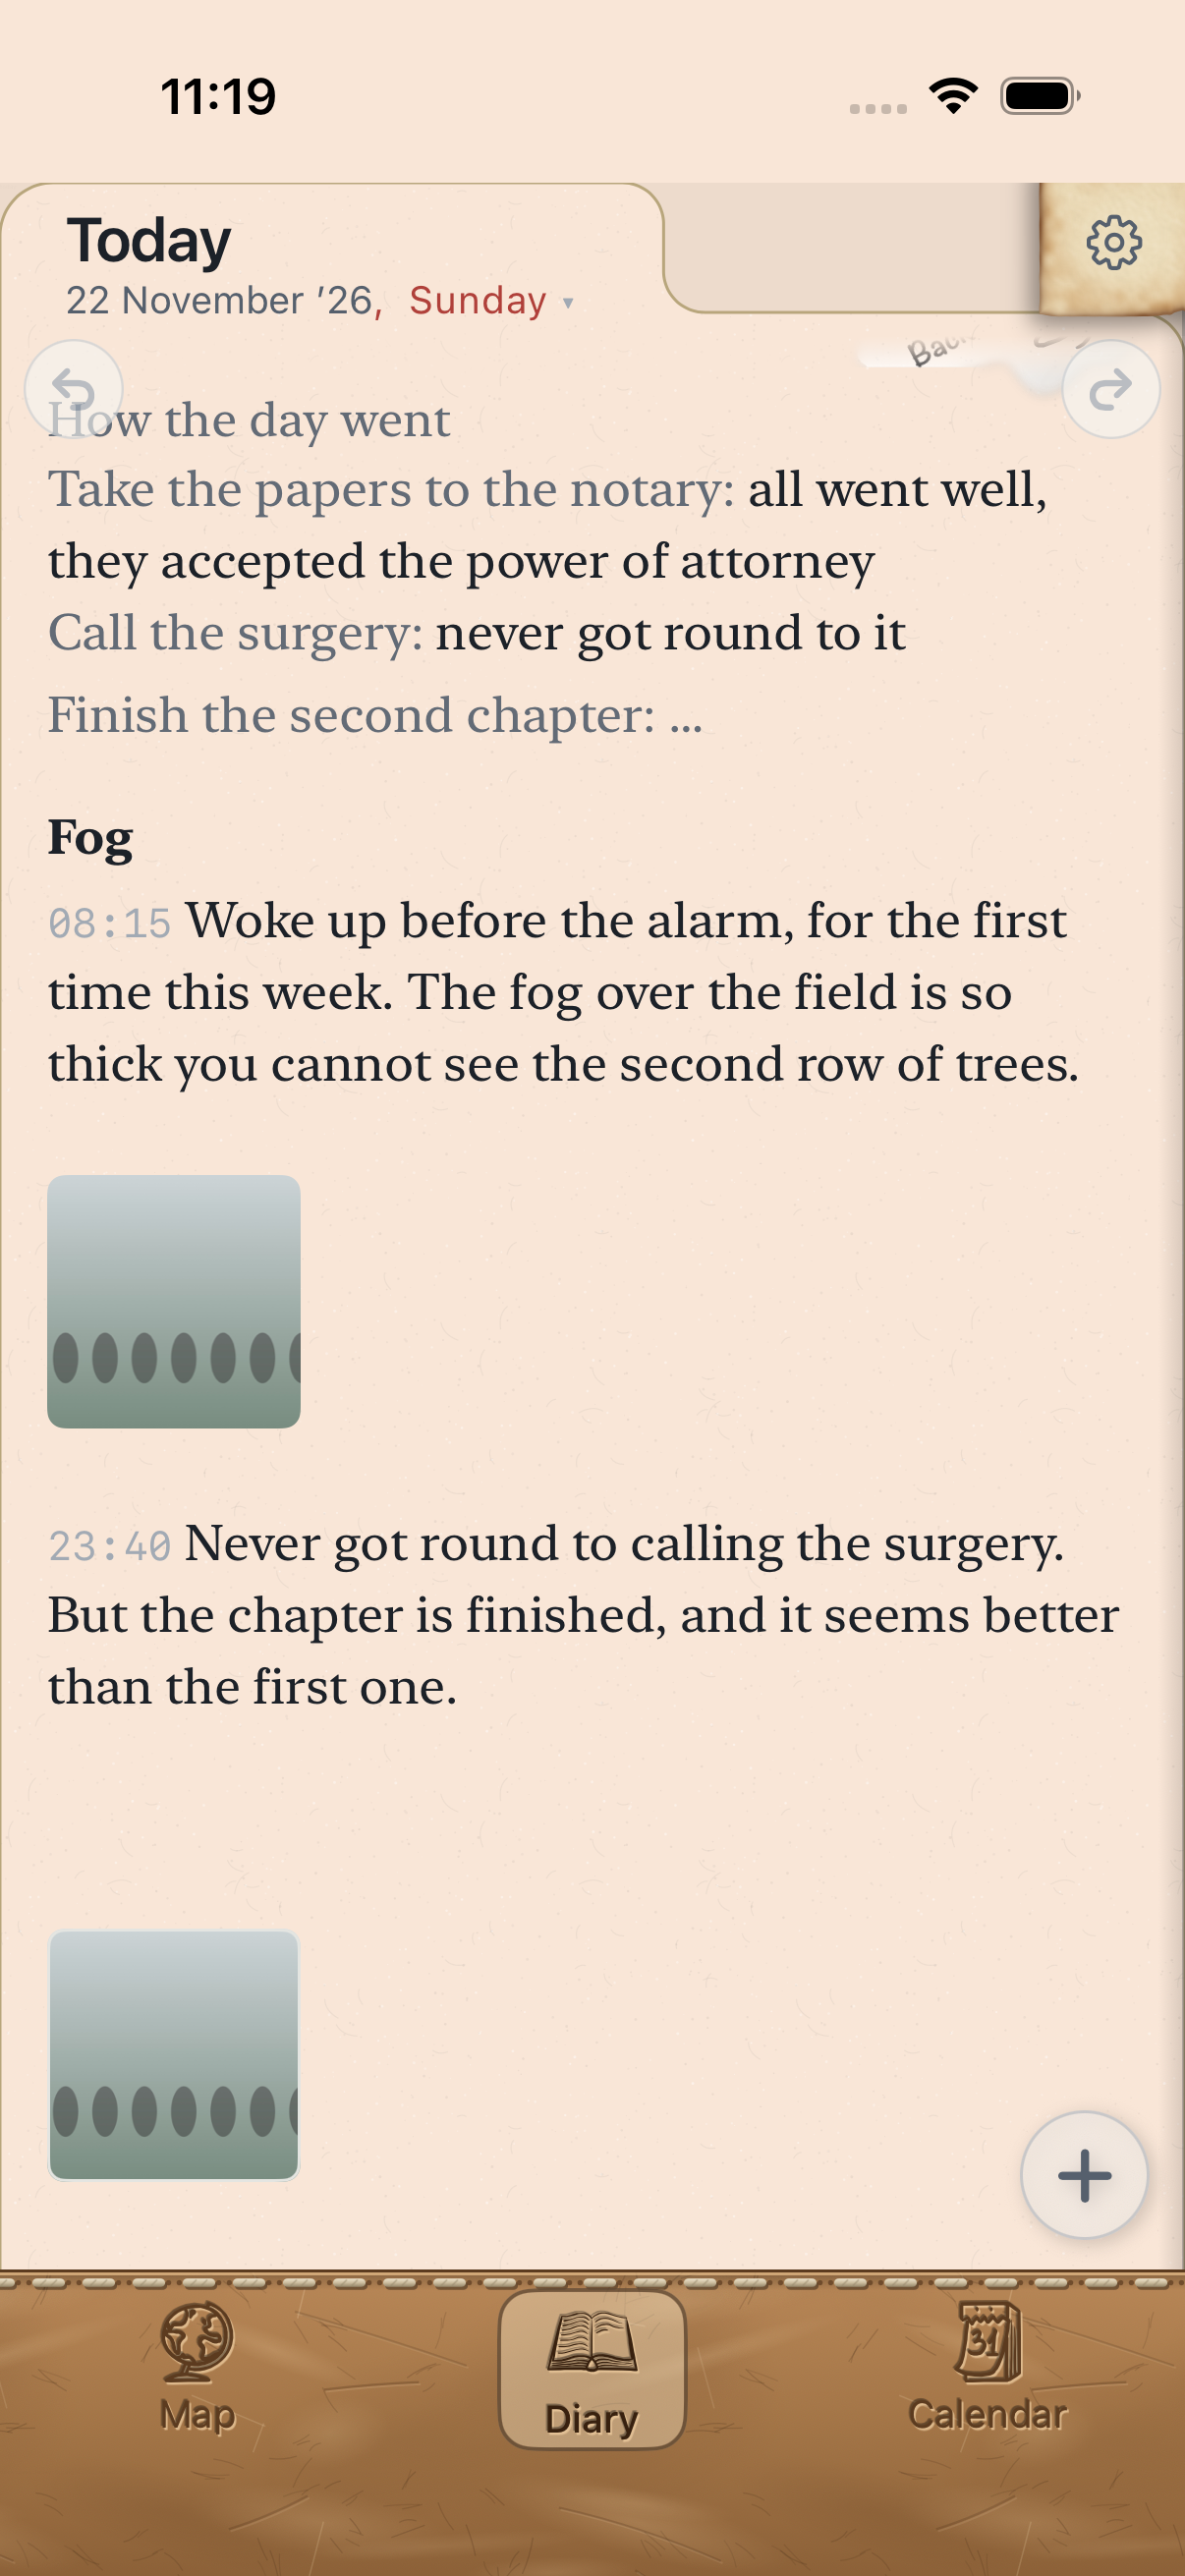 11:19
Today
22 November ’26, Sunday ▾
How the day went
Take the papers to the notary: all went well,
they accepted the power of attorney
Call the surgery: never got round to it
Finish the second chapter: ...
Fog
08:15 Woke up before the alarm, for the first
time this week. The fog over the field is so
thick you cannot see the second row of trees.
23:40 Never got round to calling the surgery.
But the chapter is finished, and it seems better
than the first one.
31
Map
Diary
Calendar